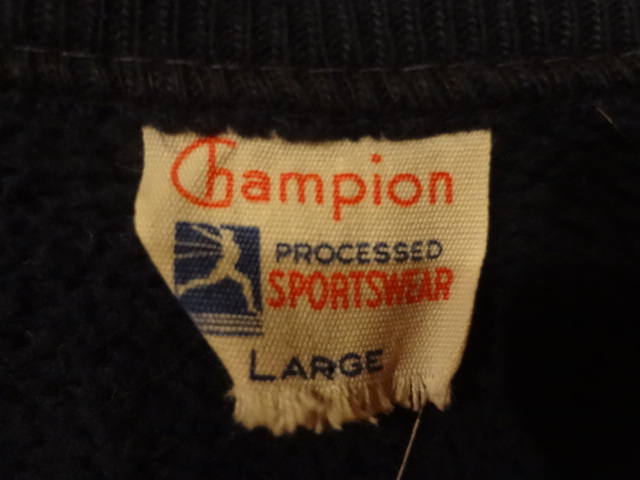 Champion
PROCESSED
SPORTSWEAR
LARGE